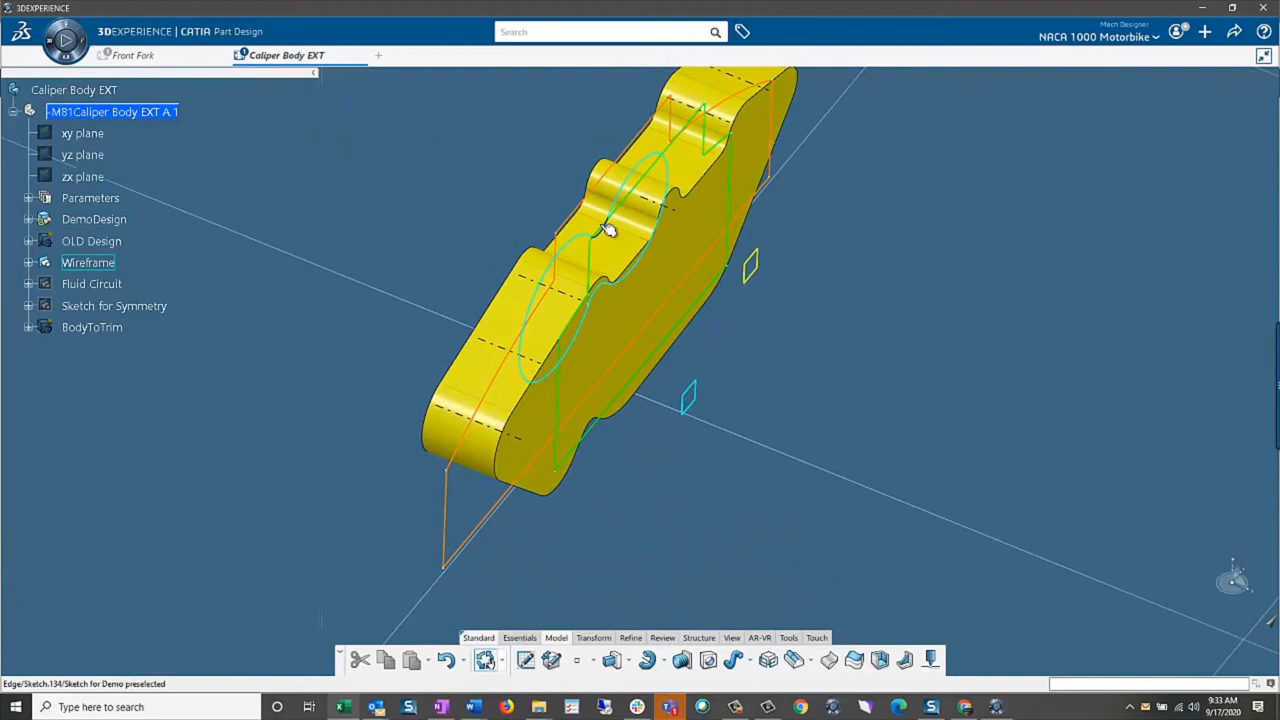 3DEXPERIENCE
3DEXPERIENCE | CATIA Part Design
Search
Mech Designer
NACA 1000 Motorbike
Front Fork
Caliper Body EXT
Caliper Body EXT
-M81Caliper Body EXT A.1
xy plane
yz plane
zx plane
Parameters
DemoDesign
OLD Design
Wireframe
Fluid Circuit
Sketch for Symmetry
BodyToTrim
Standard Essentials Model Transform Refine Review Structure View AR-VR Tools Touch
Edge/Sketch.134/Sketch for Demo preselected
Type here to search
9:33 AM
9/17/2020